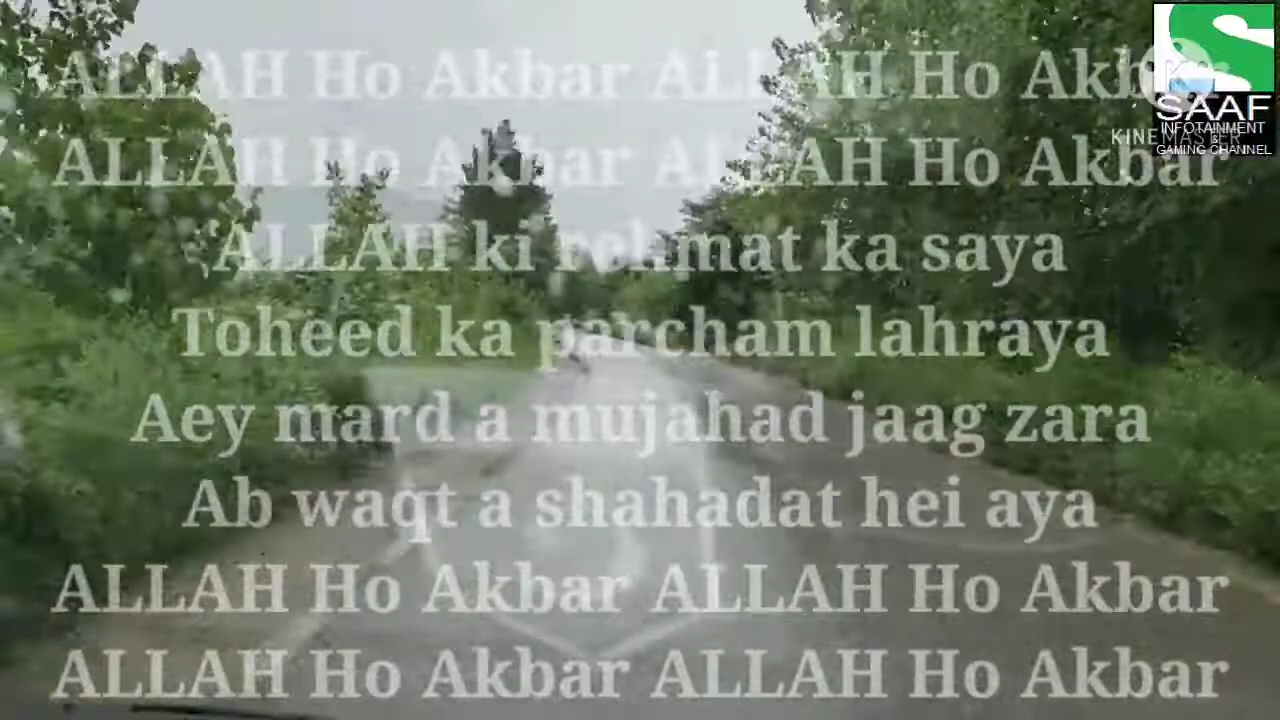 ALLAH Ho Akbar ALLAH Ho Akbar
ALLAH Ho Akbar ALLAH Ho Akbar
ALLAH ki rehmat ka saya
Toheed ka parcham lahraya
Aey mard a mujahad jaag zara
Ab waqt a shahadat hei aya
ALLAH Ho Akbar ALLAH Ho Akbar
ALLAH Ho Akbar ALLAH Ho Akbar
S
SAAF
INFOTAINMENT
&
GAMING CHANNEL
KINEMASTER